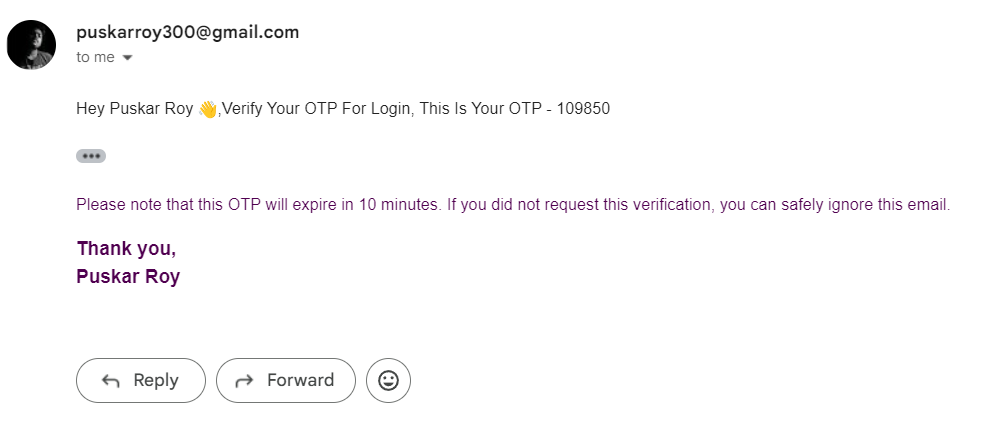 puskarroy300@gmail.com
to me
Hey Puskar Roy 👋,Verify Your OTP For Login, This Is Your OTP - 109850
Please note that this OTP will expire in 10 minutes. If you did not request this verification, you can safely ignore this email.
Thank you,
Puskar Roy
Reply
Forward